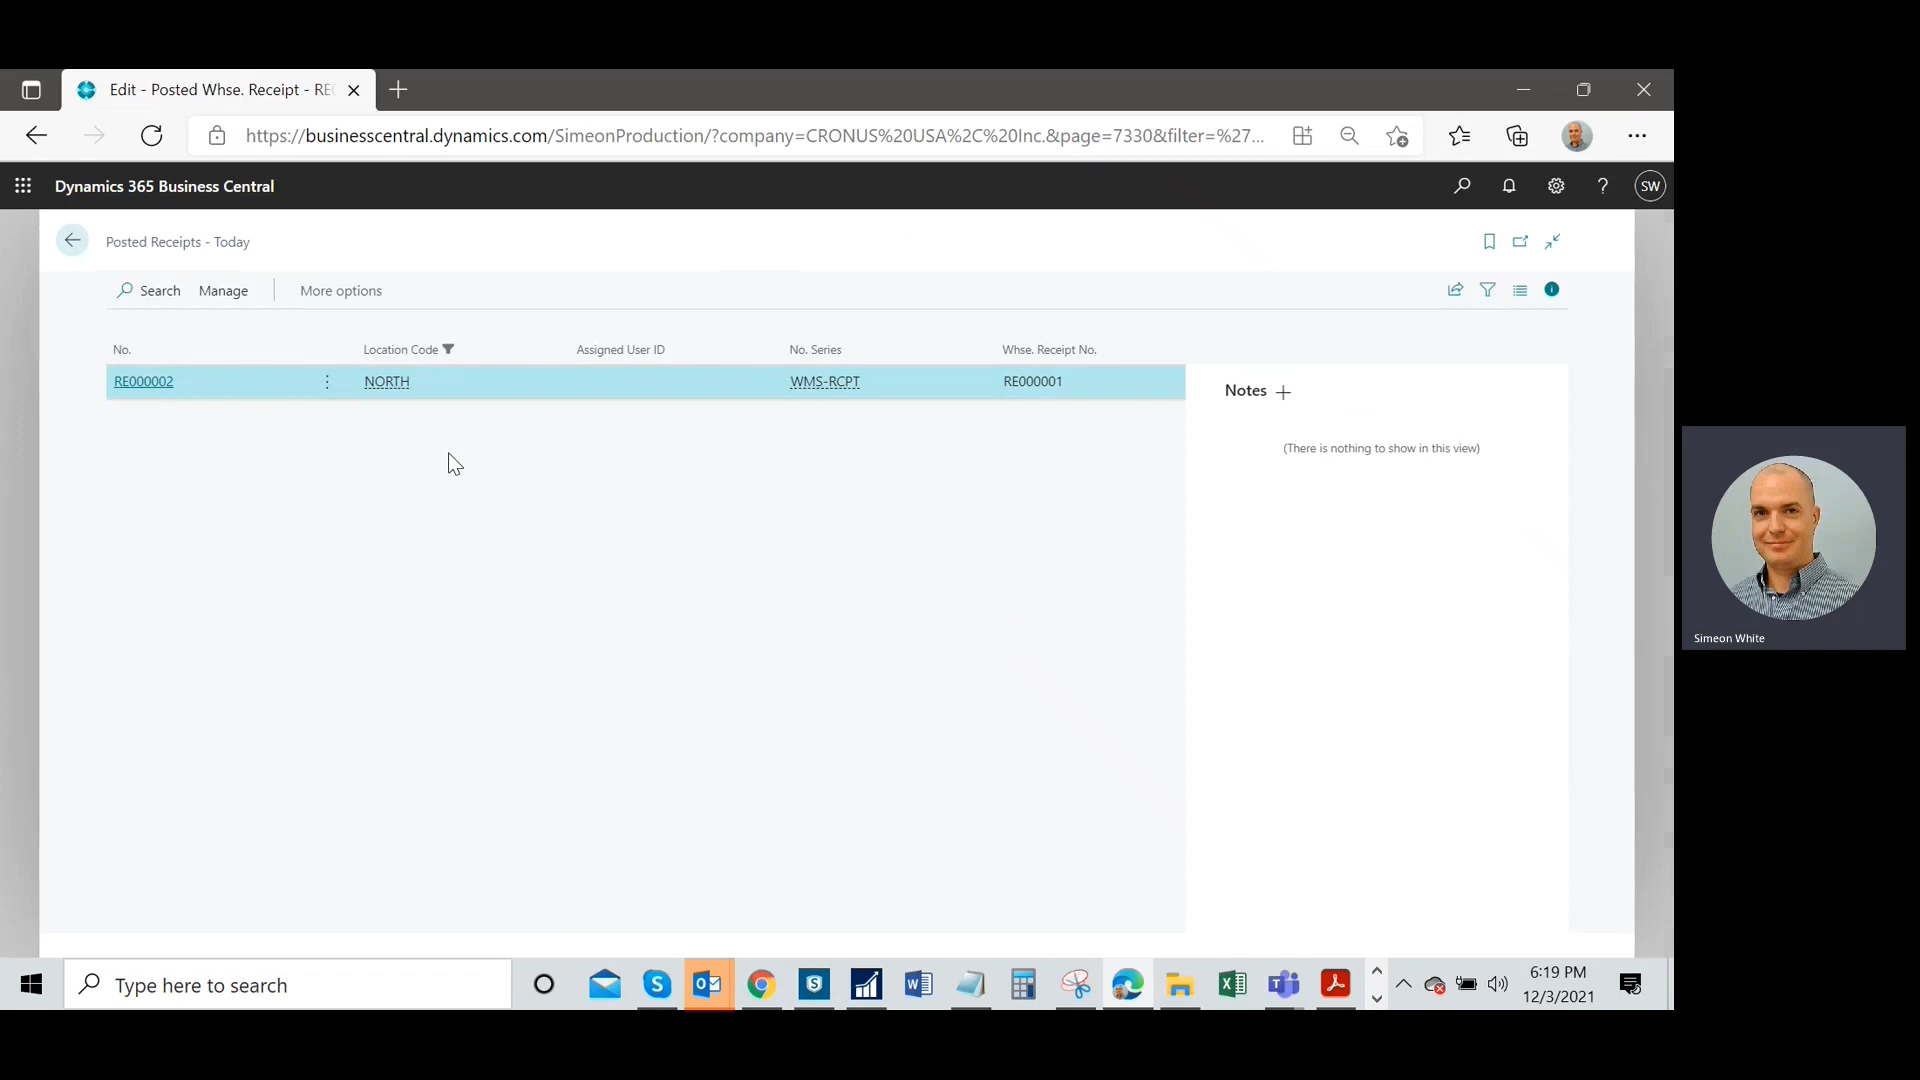 Edit - Posted Whse. Receipt - RE
https://businesscentral.dynamics.com/SimeonProduction/?company=CRONUS%20USA%2C%20Inc.&page=7330&filter=%27...
Dynamics 365 Business Central
SW
Posted Receipts - Today
Search Manage More options
No. Location Code Assigned User ID No. Series Whse. Receipt No.
RE000002 NORTH WMS-RCPT RE000001
Notes
(There is nothing to show in this view)
Simeon White
Type here to search
6:19 PM
12/3/2021